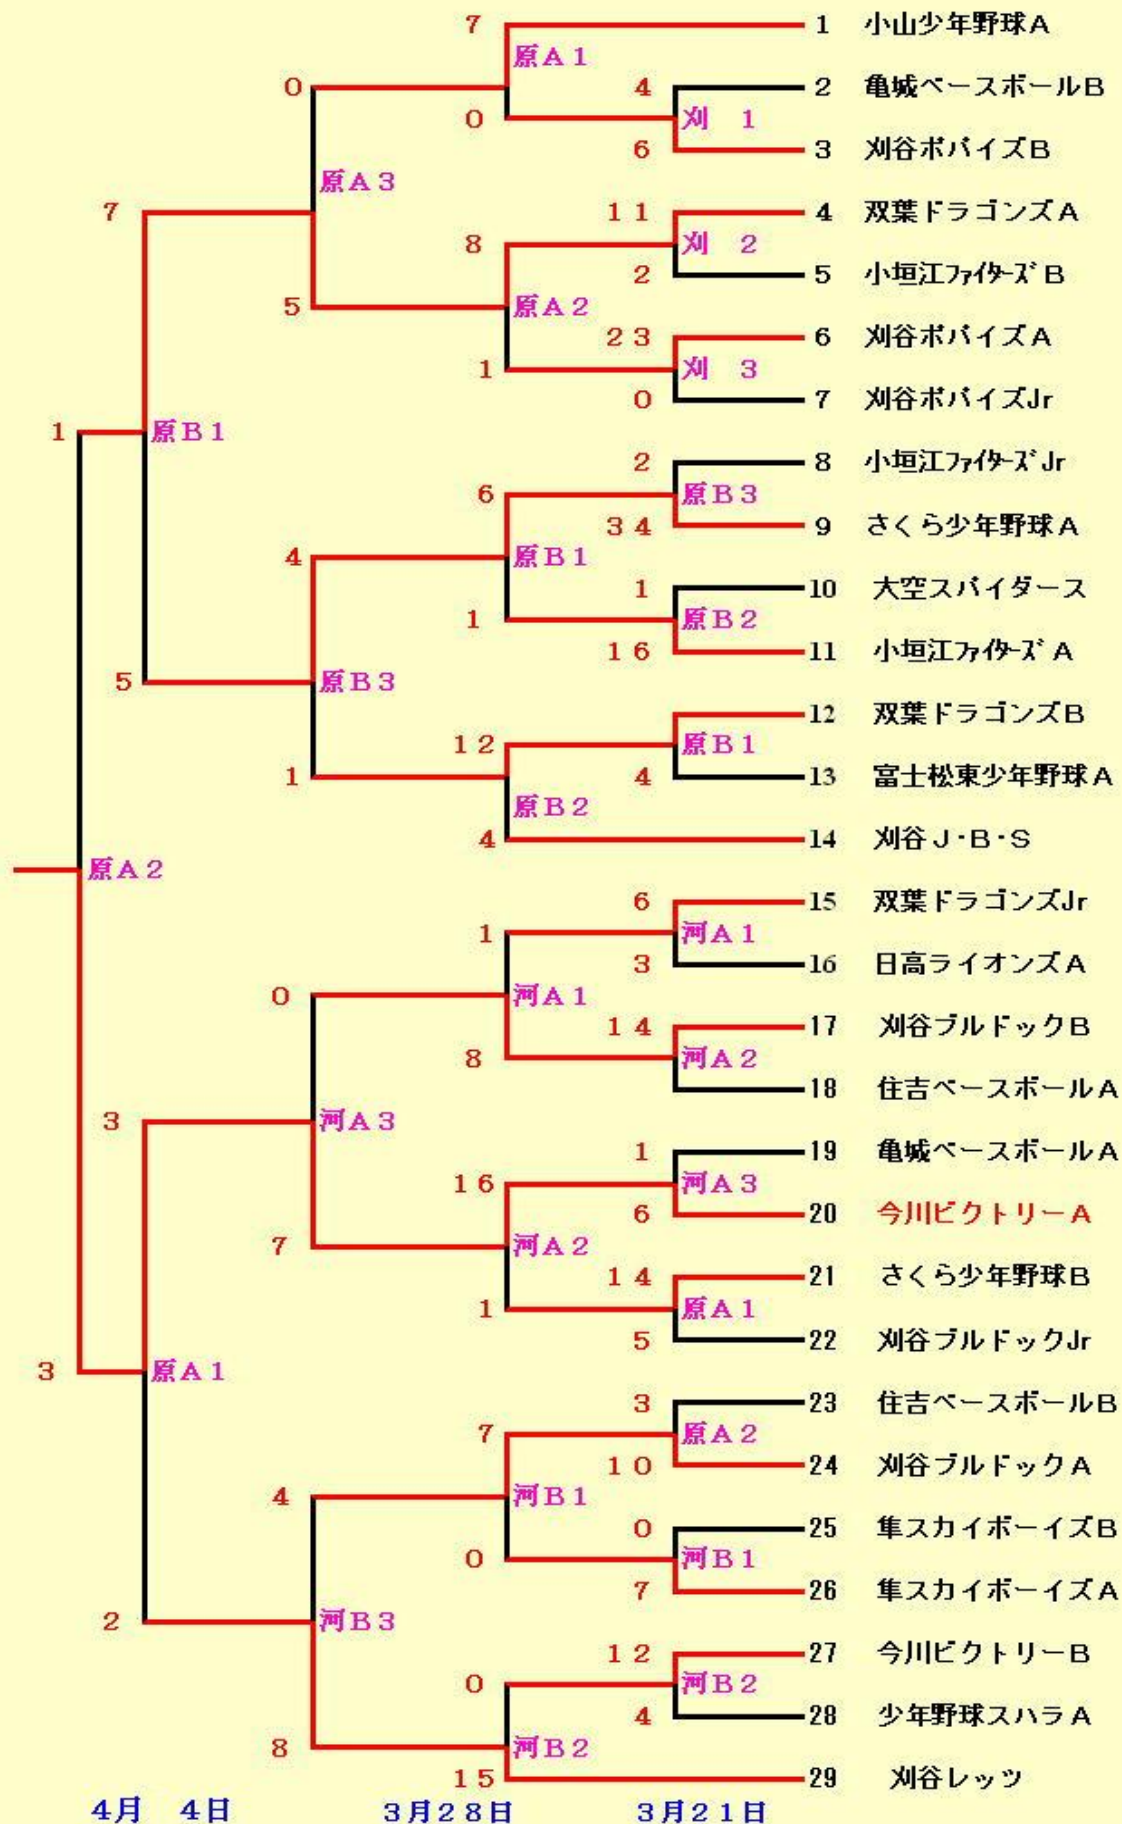 7 1 小山少年野球A
原A1
0 4 2 亀城ベースボールB
0 刈 1
6 3 刈谷ポパイズB
原A3
7 11 4 双葉ドラゴンズA
8 刈 2
2 5 小垣江ファイターズB
5 原A2
23 6 刈谷ポパイズA
1 刈 3
0 7 刈谷ポパイズJr
1 原B1
2 8 小垣江ファイターズJr
6 原B3
34 9 さくら少年野球A
4 原B1
1 10 大空スパイダース
1 原B2
16 11 小垣江ファイターズA
5 原B3
12 双葉ドラゴンズB
12 原B1
1 4 13 富士松東少年野球A
原B2
4 14 刈谷J・B・S
原A2
6 15 双葉ドラゴンズJr
1 河A1
3 16 日高ライオンズA
0 河A1
14 17 刈谷ブルドックB
8 河A2
18 住吉ベースボールA
3 河A3
1 19 亀城ベースボールA
16 河A3
6 20 今川ビクトリーA
7 河A2
14 21 さくら少年野球B
1 原A1
5 22 刈谷ブルドックJr
3 原A1
3 23 住吉ベースボールB
7 原A2
10 24 刈谷ブルドックA
4 河B1
0 25 隼スカイボーイズB
0 河B1
7 26 隼スカイボーイズA
2 河B3
12 27 今川ビクトリーB
0 河B2
4 28 少年野球スハラA
8 河B2
15 29 刈谷レッツ
4月 4日 3月28日 3月21日